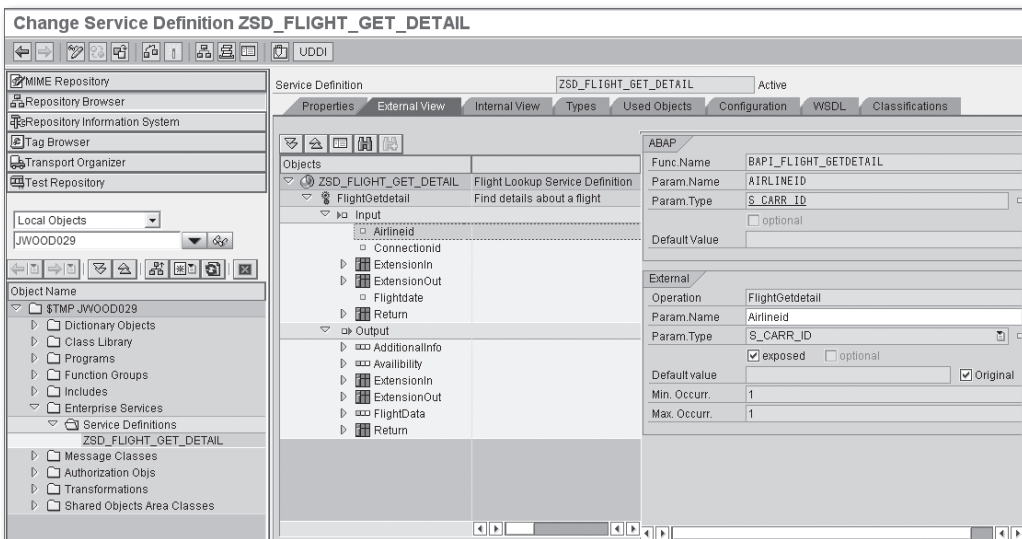 Change Service Definition ZSD_FLIGHT_GET_DETAIL
UDDI
MIME Repository
Repository Browser
Repository Information System
Tag Browser
Transport Organizer
Test Repository
Local Objects
JWOOD029
Object Name
$TMP JWOOD029
Dictionary Objects
Class Library
Programs
Function Groups
Includes
Enterprise Services
Service Definitions
ZSD_FLIGHT_GET_DETAIL
Message Classes
Authorization Objs
Transformations
Shared Objects Area Classes
Service Definition ZSD_FLIGHT_GET_DETAIL Active
Properties External View Internal View Types Used Objects Configuration WSDL Classifications
Objects
ZSD_FLIGHT_GET_DETAIL Flight Lookup Service Definition
FlightGetdetail Find details about a flight
Input
Airlineid
Connectionid
ExtensionIn
ExtensionOut
Flightdate
Return
Output
AdditionalInfo
Availibility
ExtensionIn
ExtensionOut
FlightData
Return
ABAP
Func.Name BAPI_FLIGHT_GETDETAIL
Param.Name AIRLINEID
Param.Type S_CARR_ID
optional
Default Value
External
Operation FlightGetdetail
Param.Name Airlineid
Param.Type S_CARR_ID
exposed optional
Default value Original
Min. Occurr. 1
Max. Occurr. 1